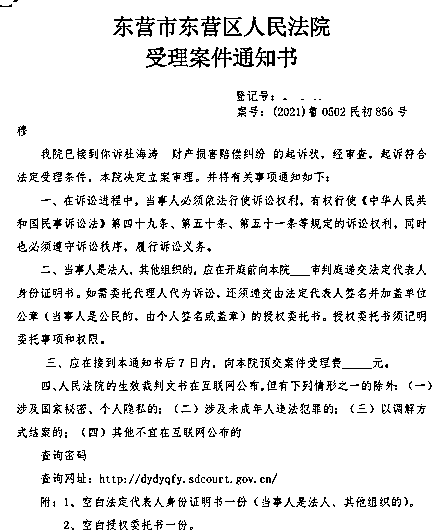 东营市东营区人民法院
受理案件通知书
登记号：
案号：(2021)鲁 0502 民初 856 号
穆
我院已接到你诉杜海涛 财产损害赔偿纠纷 的起诉状，经审查，起诉符合
法定受理条件，本院决定立案审理。并将有关事项通知如下：
一、在诉讼进程中，当事人必须依法行使诉讼权利，有权行使《中华人民共
和国民事诉讼法》第四十九条、第五十条、第五十一条等规定的诉讼权利，同时
也必须遵守诉讼秩序，履行诉讼义务。
二、当事人是法人、其他组织的，应在开庭前向本院___审判庭递交法定代表人
身份证明书。如需委托代理人代为诉讼，还须递交由法定代表人签名并加盖单位
公章（当事人是公民的，由个人签名或盖章）的授权委托书。授权委托书须记明
委托事项和权限。
三、应在接到本通知书后 7 日内，向本院预交案件受理费_____元。
四、人民法院的生效裁判文书在互联网公布，但有下列情形之一的除外：（一）
涉及国家秘密、个人隐私的；（二）涉及未成年人违法犯罪的；（三）以调解方
式结案的；（四）其他不宜在互联网公布的
查询密码
查询网址：http://dydyqfy.sdcourt.gov.cn/
附：1、空白法定代表人身份证明书一份（当事人是法人、其他组织的）。
2、空白授权委托书一份。